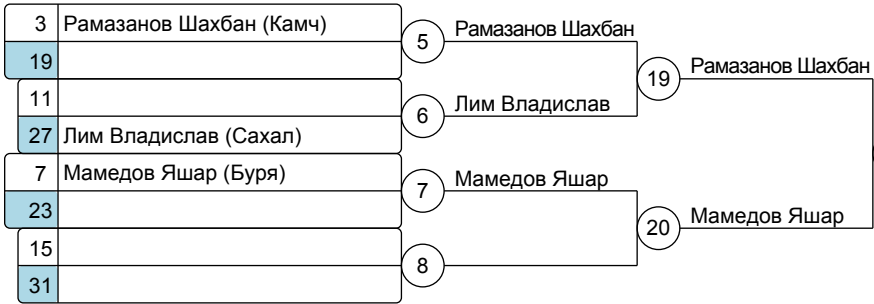 3 Рамазанов Шахбан (Камч)
5 Рамазанов Шахбан
19
19 Рамазанов Шахбан
11
6 Лим Владислав
27 Лим Владислав (Сахал)
7 Мамедов Яшар (Буря)
7 Мамедов Яшар
23
20 Мамедов Яшар
15
8
31